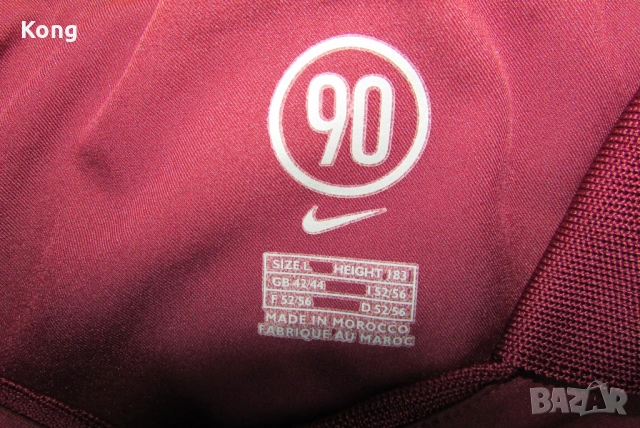 Kong
90
SIZE L HEIGHT 183
GB 42/44 I 52/56
F 52/56 D 52/56
MADE IN MOROCCO
FABRIQUE AU MAROC
BAZAR